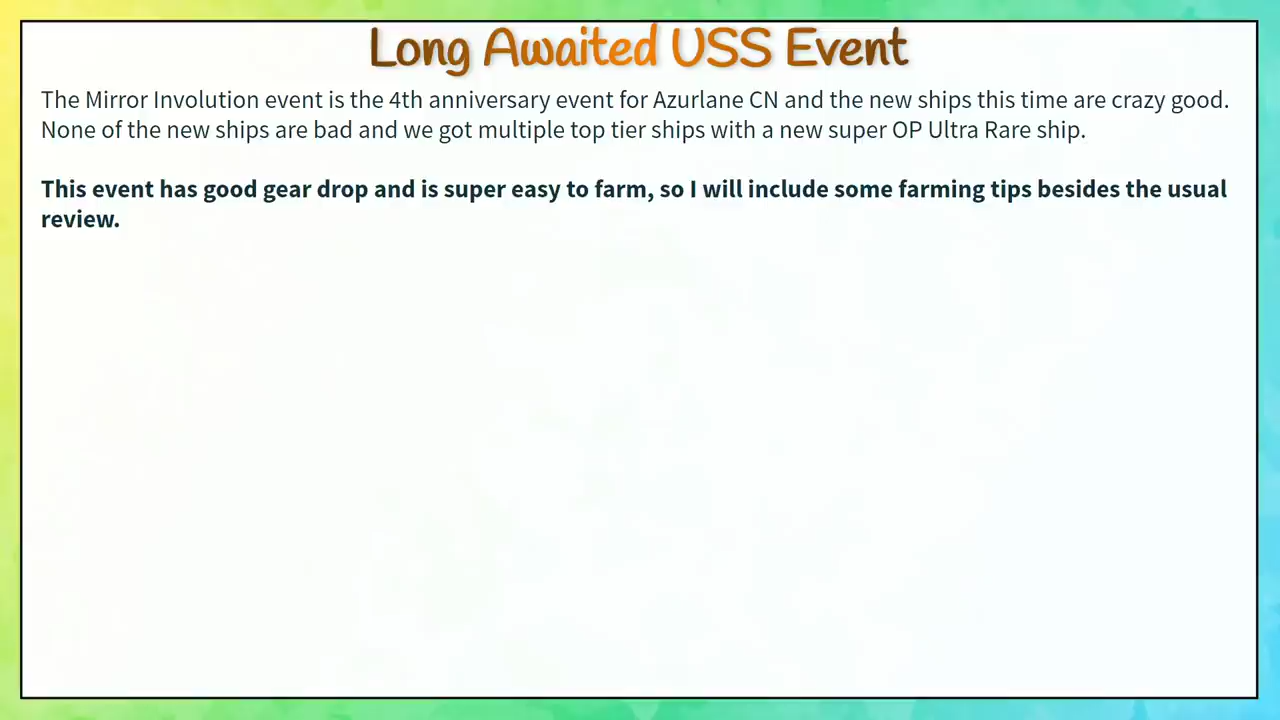 Long Awaited USS Event
The Mirror Involution event is the 4th anniversary event for Azurlane CN and the new ships this time are crazy good.
None of the new ships are bad and we got multiple top tier ships with a new super OP Ultra Rare ship.
This event has good gear drop and is super easy to farm, so I will include some farming tips besides the usual
review.